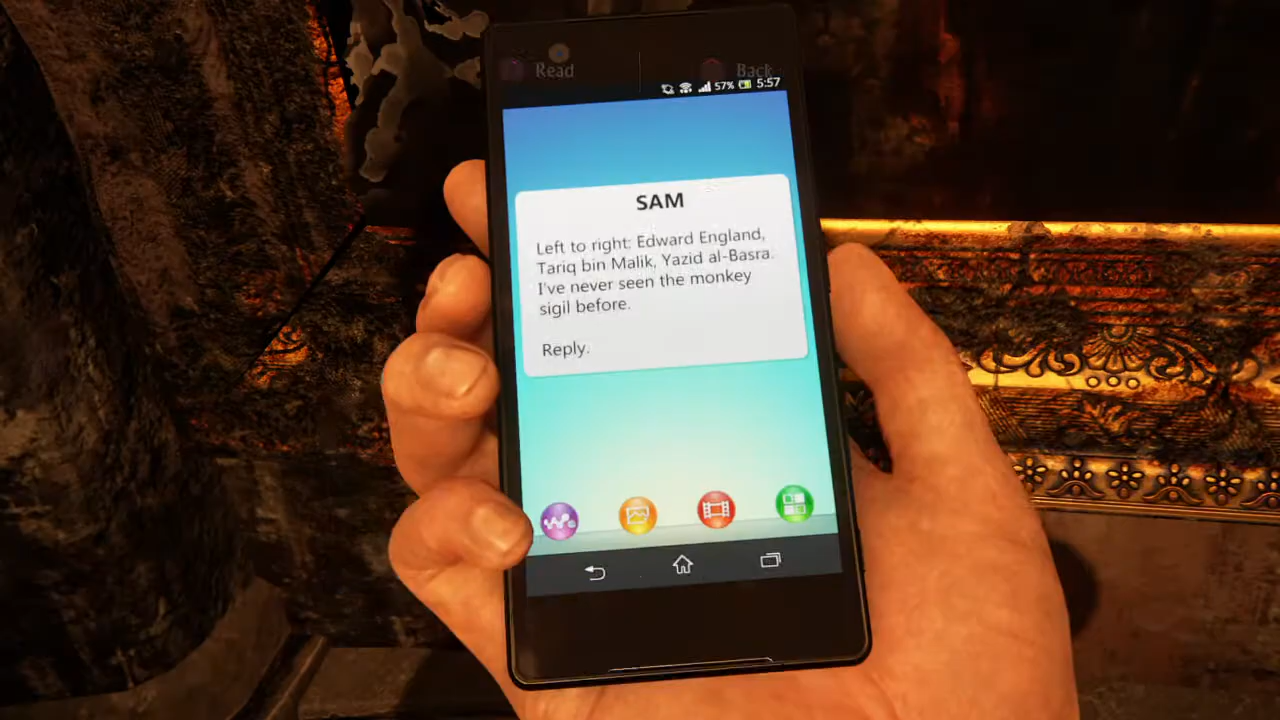 Read
Back
57% 5:57
SAM
Left to right: Edward England,
Tariq bin Malik, Yazid al-Basra.
I've never seen the monkey
sigil before.
Reply.